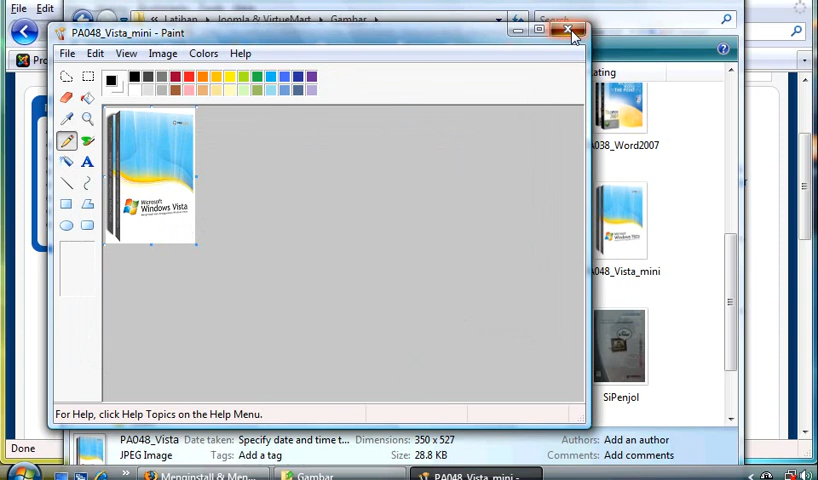 File Edit
Latihan Joomla & VirtueMart Gambar Search
PA048_Vista_mini - Paint
File Edit View Image Colors Help
Pro
ating
PA038_Word2007
Microsoft
Windows Vista
A048_Vista_mini
SiPenjol
For Help, click Help Topics on the Help Menu.
Done
PA048_Vista Date taken: Specify date and time t... Dimensions: 350 x 527 Authors: Add an author
JPEG Image Tags: Add a tag Size: 28.8 KB Comments: Add comments
Menginstall & Men... Gambar PA048_Vista_mini - ...